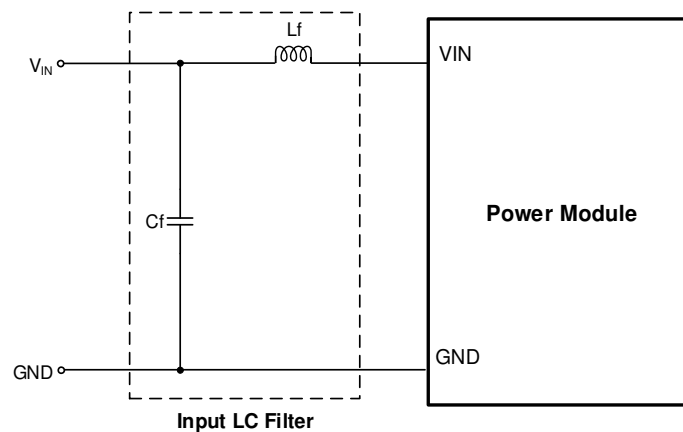 Lf
VIN
VIN
Cf
Power Module
GND
GND
Input LC Filter